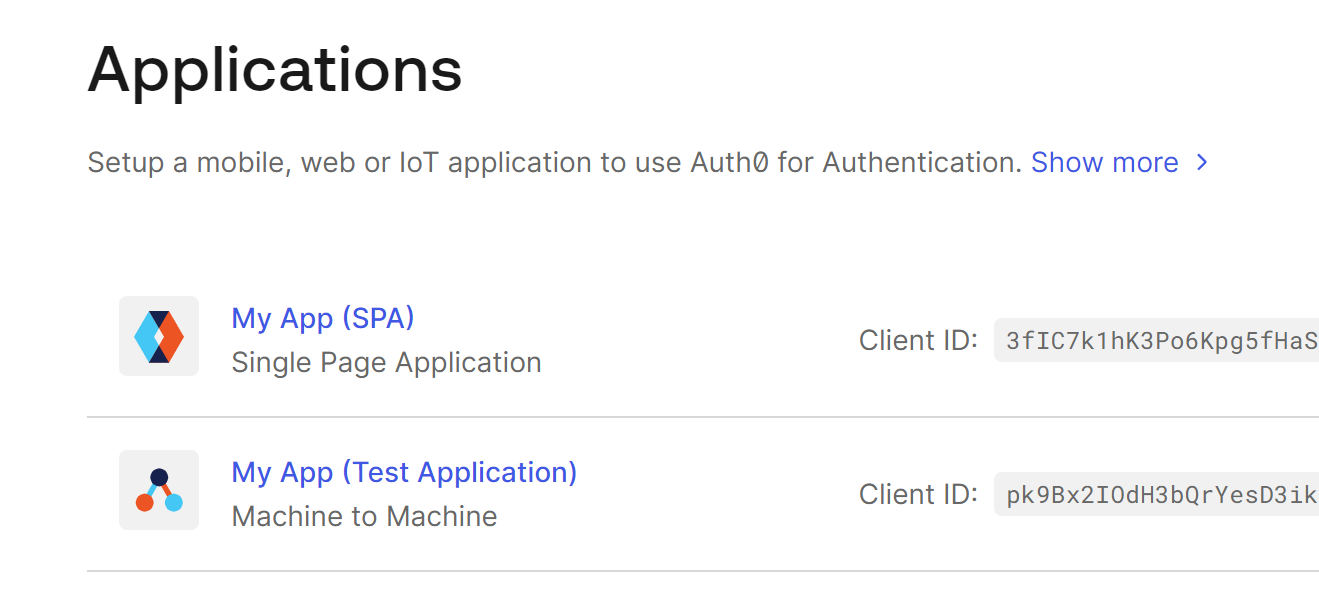 Applications
Setup a mobile, web or IoT application to use Auth0 for Authentication. Show more
My App (SPA)
Single Page Application
Client ID: 3fIC7k1hK3Po6Kpg5fHaS
My App (Test Application)
Machine to Machine
Client ID: pk9Bx2IOdH3bQrYesD3ik